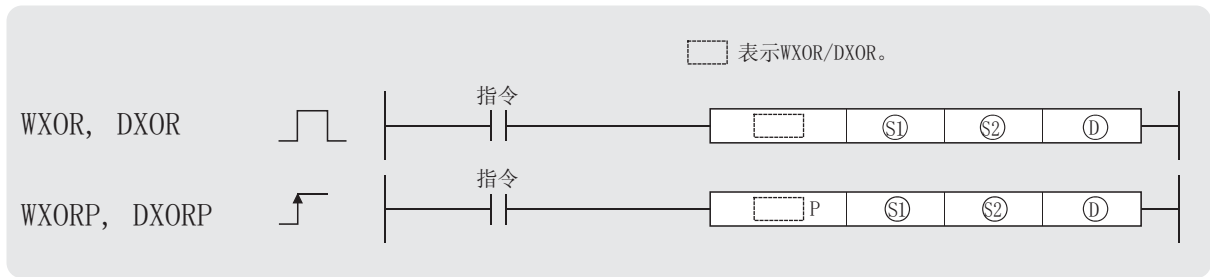 表示WXOR/DXOR。
指令
WXOR, DXOR Ⓢ1 Ⓢ2 Ⓓ
指令
WXORP, DXORP P Ⓢ1 Ⓢ2 Ⓓ